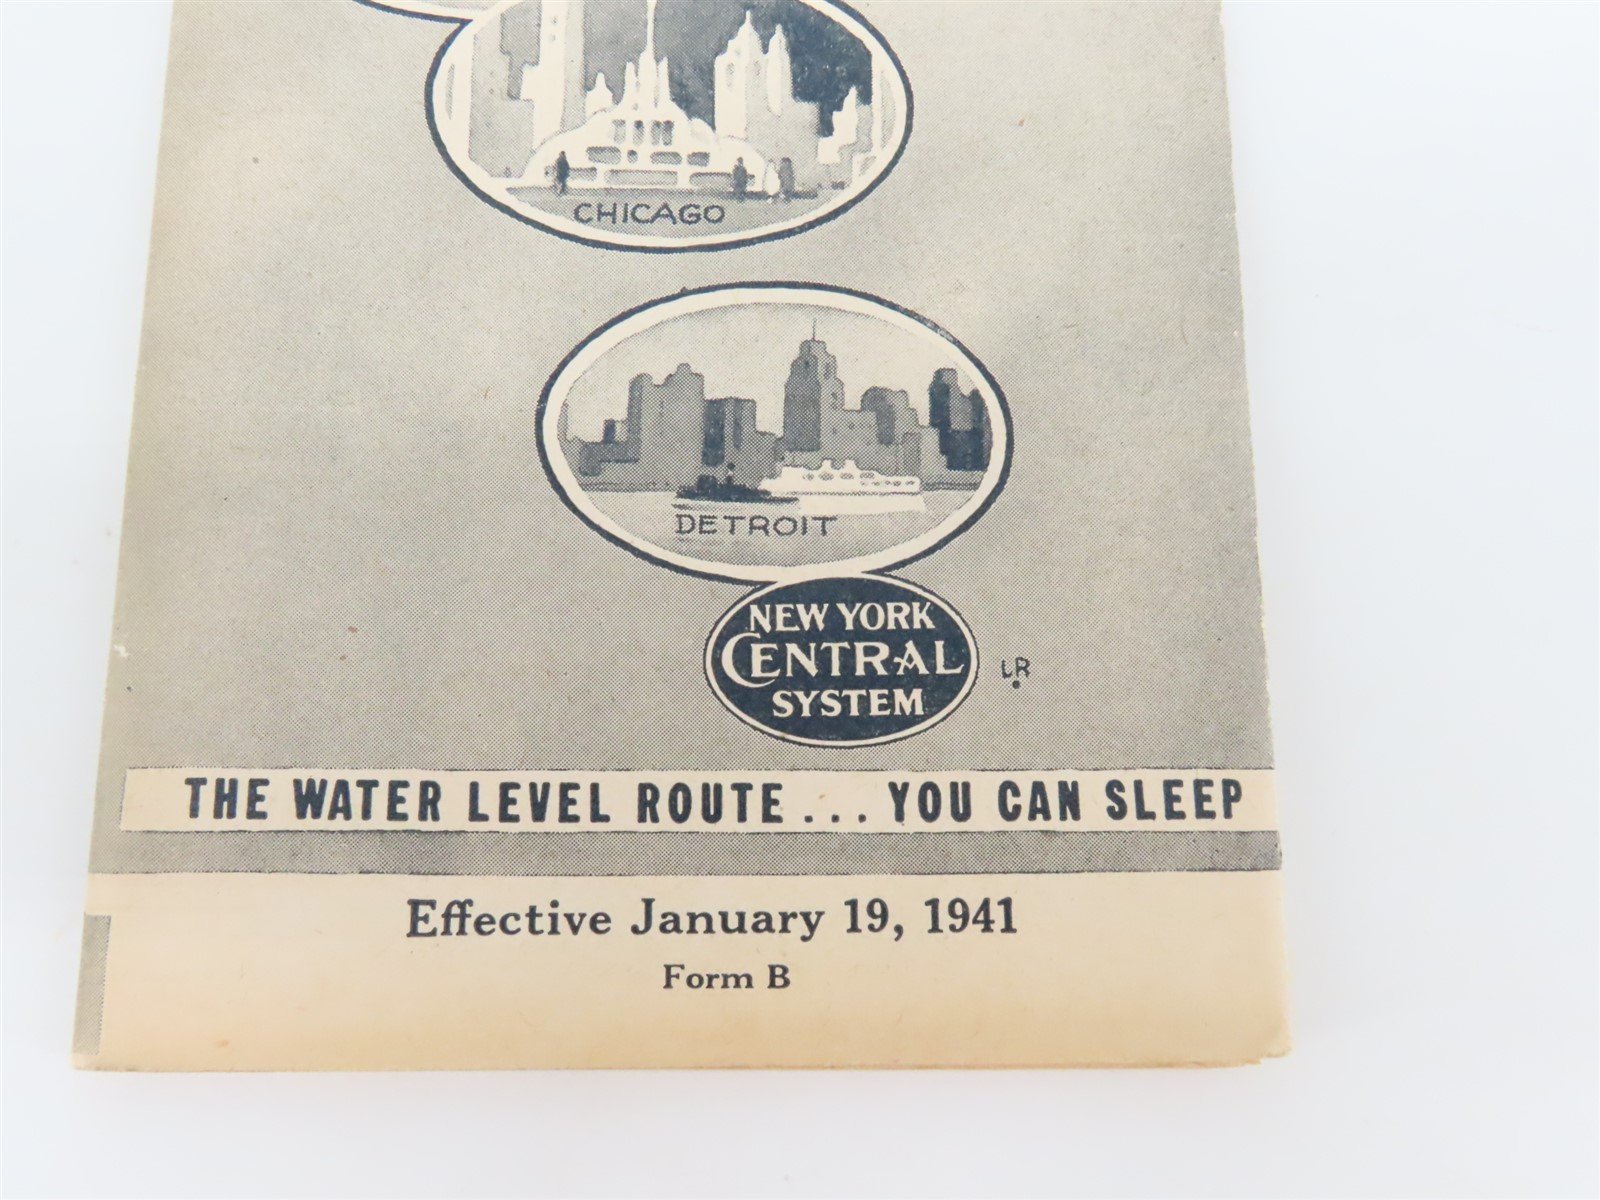 CHICAGO
DETROIT
NEW YORK
CENTRAL
SYSTEM
LR
THE WATER LEVEL ROUTE... YOU CAN SLEEP
Effective January 19, 1941
Form B